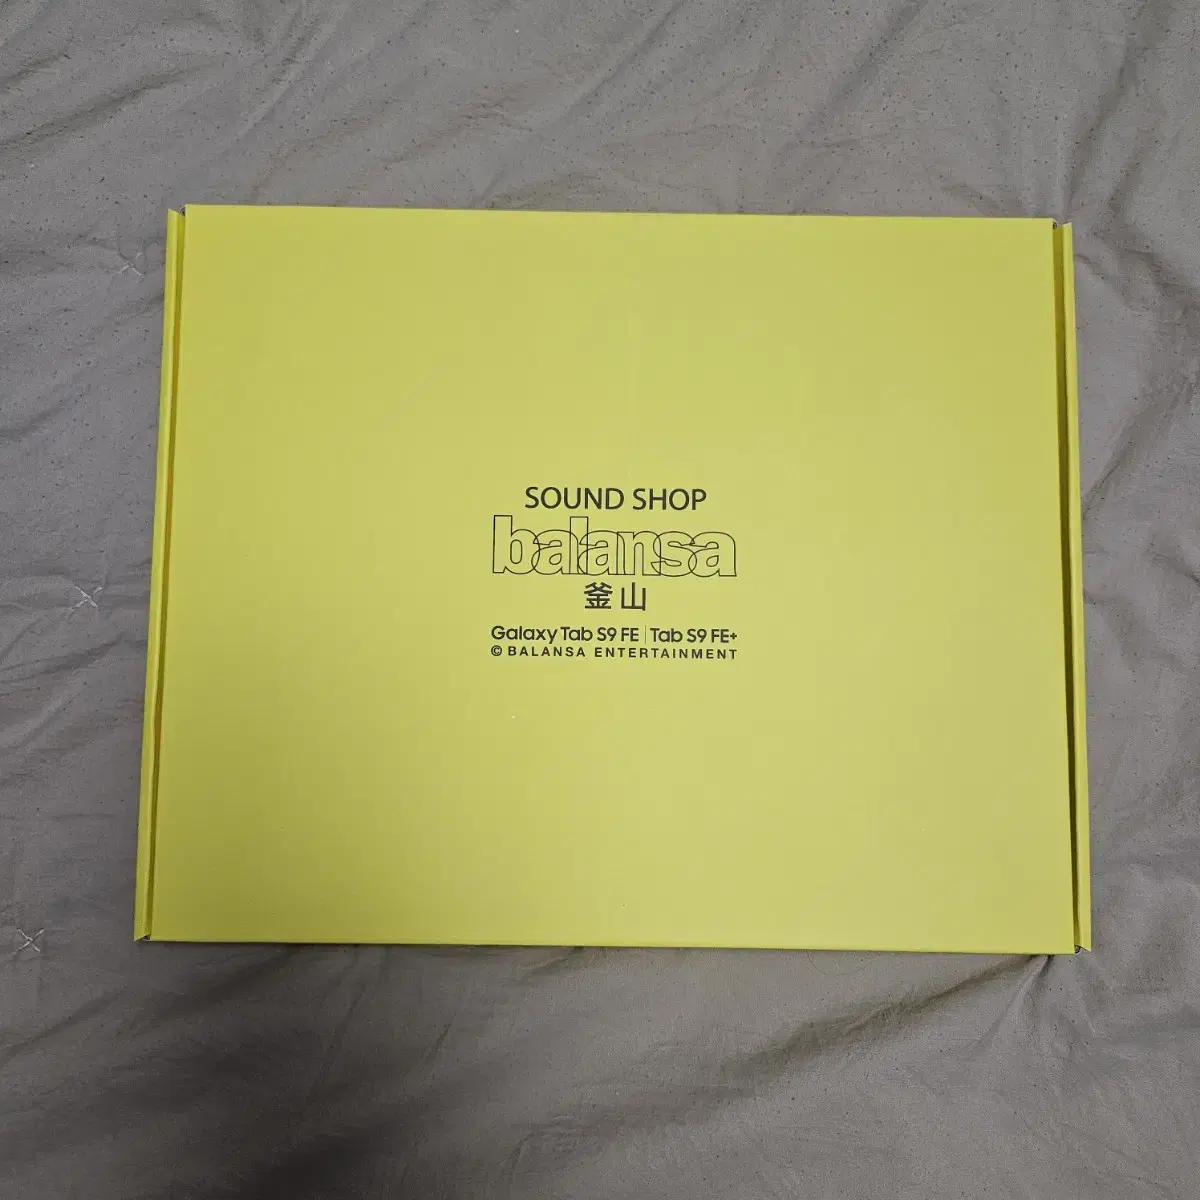 SOUND SHOP
balansa
釜山
Galaxy Tab S9 FE | Tab S9 FE+
© BALANSA ENTERTAINMENT